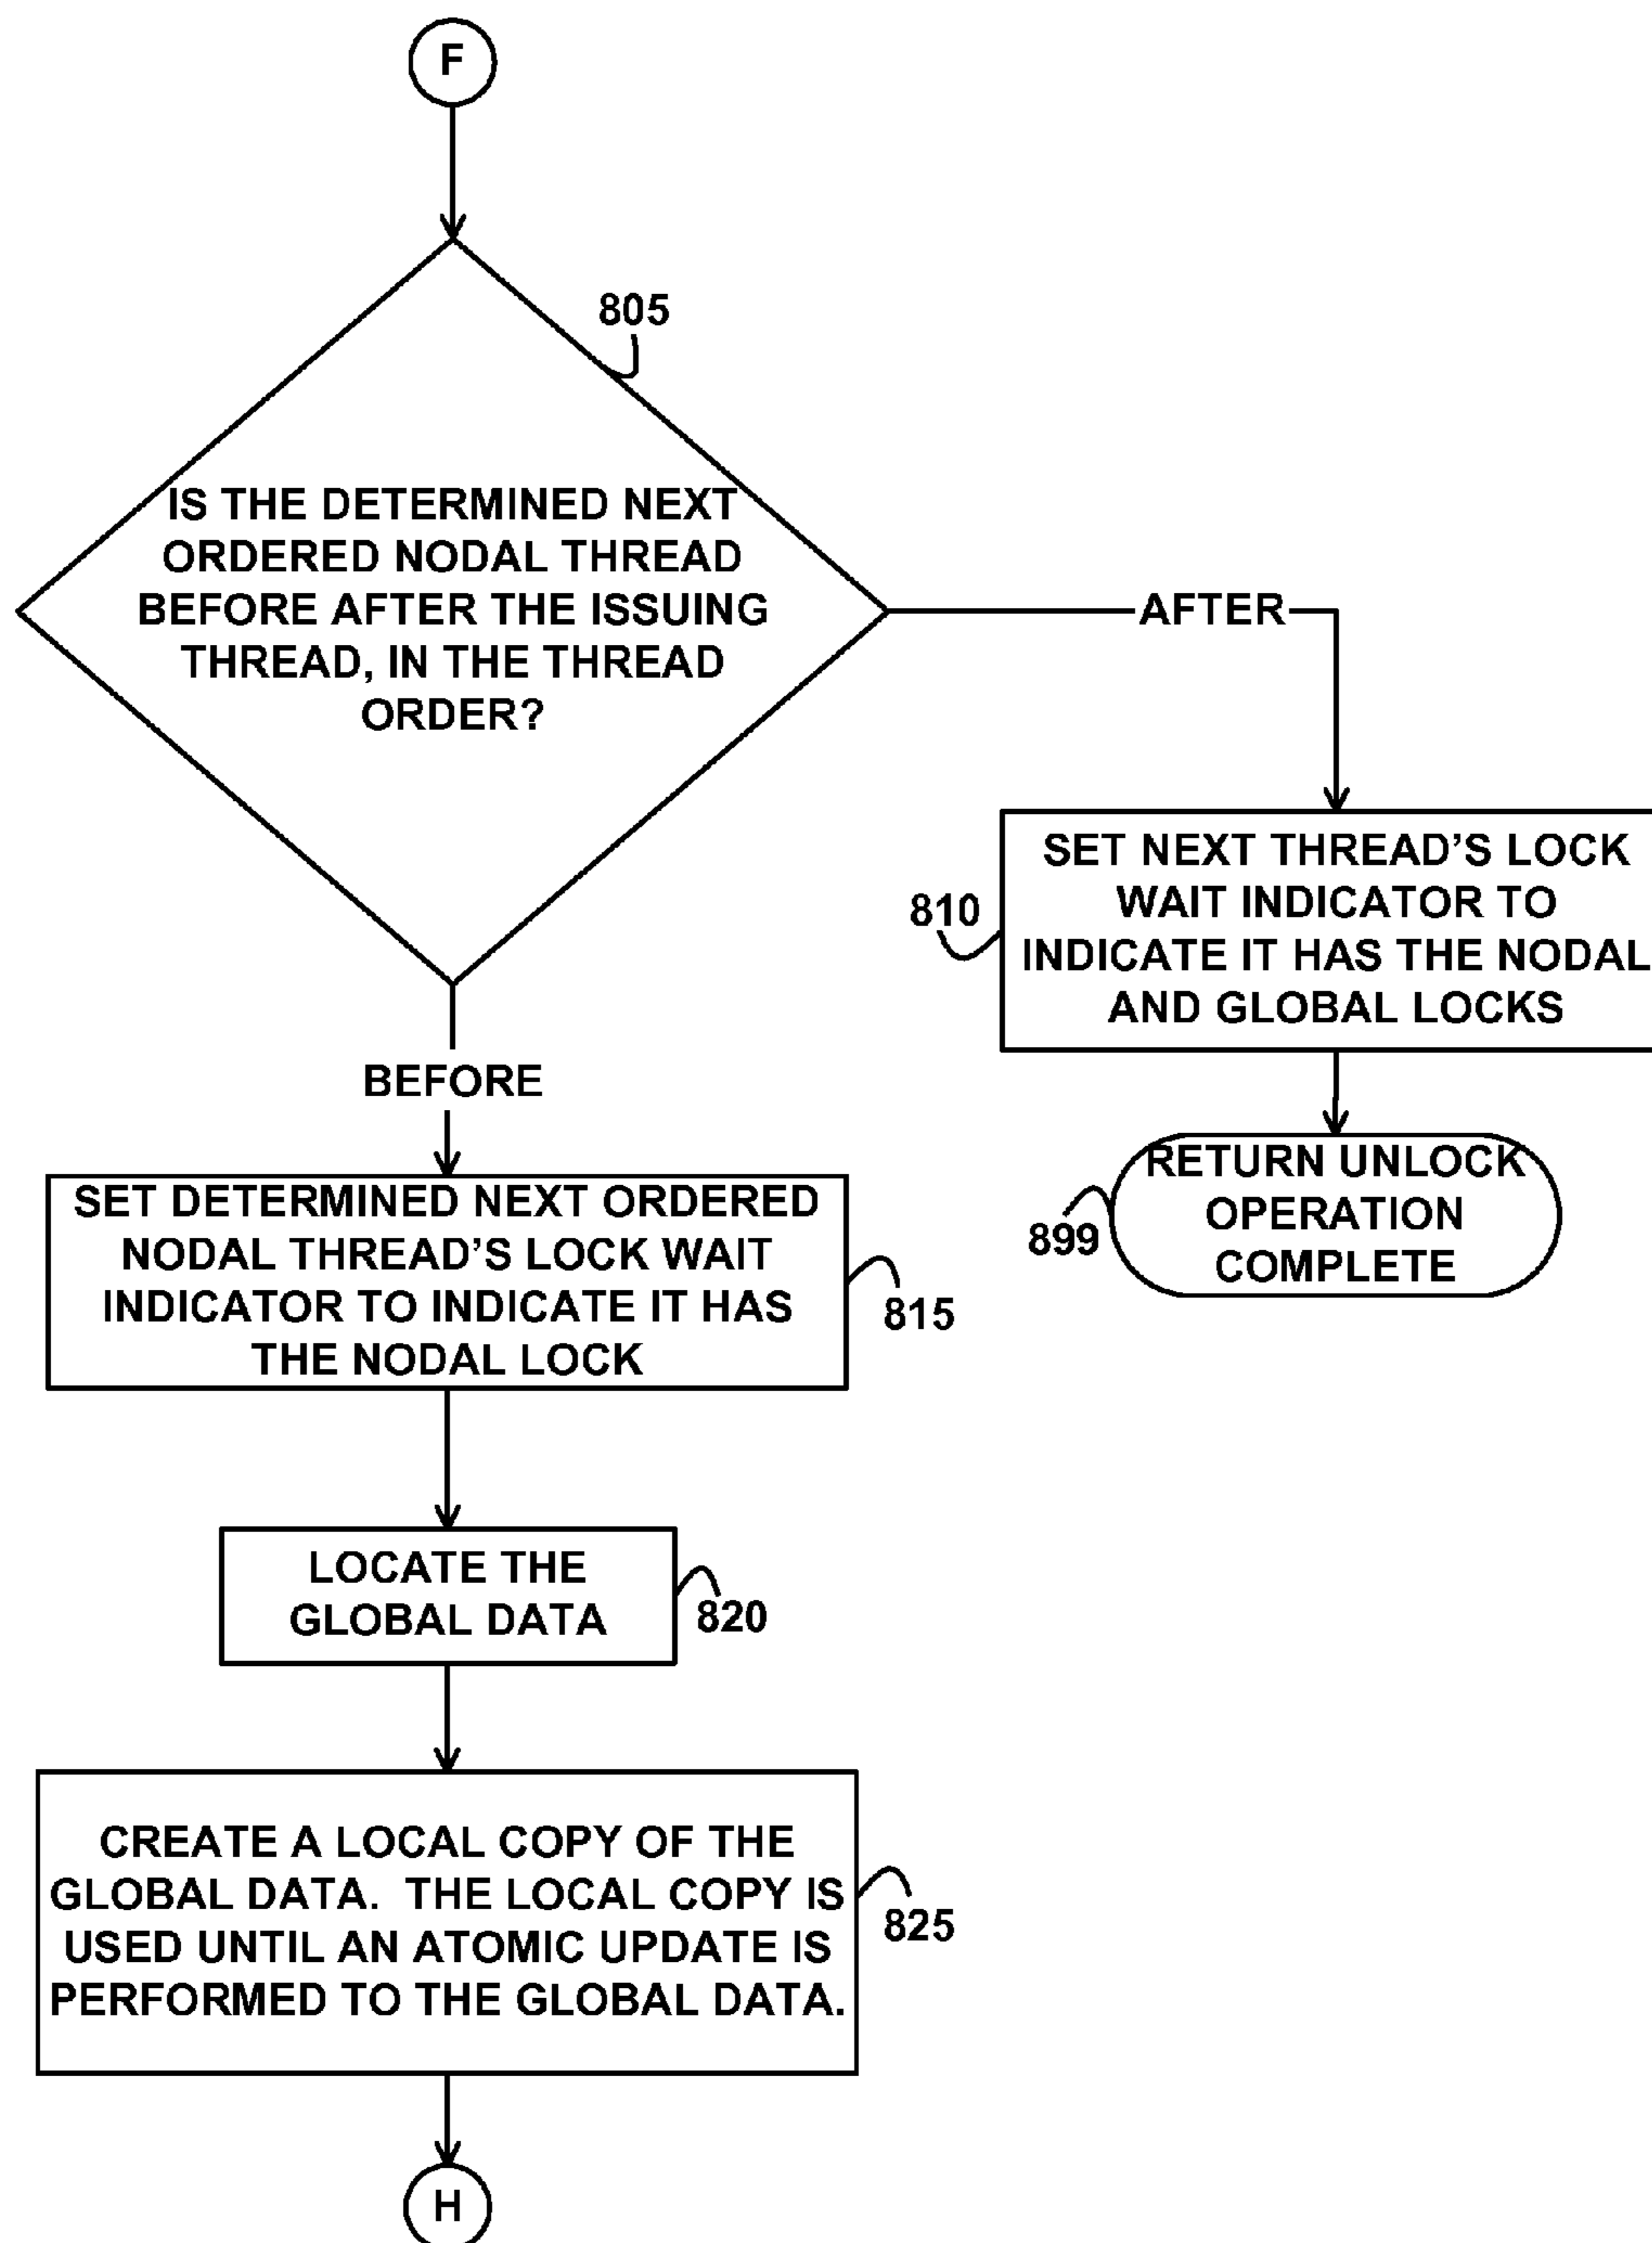 F
805
IS THE DETERMINED NEXT
ORDERED NODAL THREAD
BEFORE AFTER THE ISSUING
THREAD, IN THE THREAD
ORDER?
AFTER
SET NEXT THREAD'S LOCK
WAIT INDICATOR TO
INDICATE IT HAS THE NODAL
AND GLOBAL LOCKS
810
BEFORE
RETURN UNLOCK
OPERATION
COMPLETE
899
SET DETERMINED NEXT ORDERED
NODAL THREAD'S LOCK WAIT
INDICATOR TO INDICATE IT HAS
THE NODAL LOCK
815
LOCATE THE
GLOBAL DATA
820
CREATE A LOCAL COPY OF THE
GLOBAL DATA.  THE LOCAL COPY IS
USED UNTIL AN ATOMIC UPDATE IS
PERFORMED TO THE GLOBAL DATA.
825
H